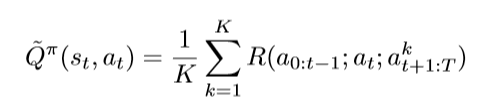 $\tilde{Q}^{\pi}(s_t, a_t) = \frac{1}{K} \sum_{k=1}^{K} R(a_{0:t-1}; a_t; a_{t+1:T}^{k})$